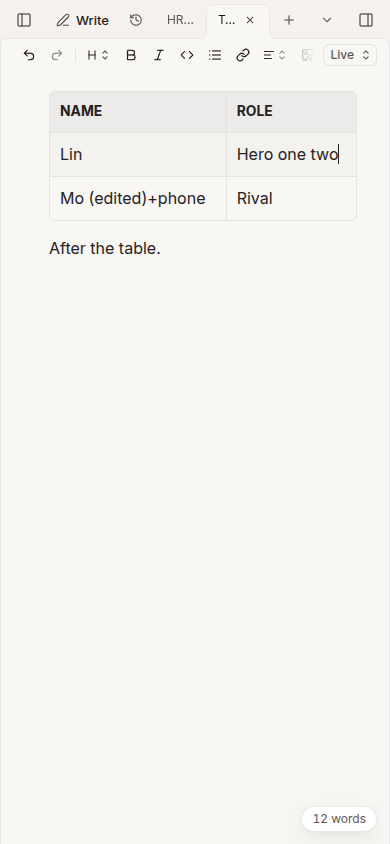 Write HR... T...
H B I Live
NAME ROLE
Lin Hero one two
Mo (edited)+phone Rival
After the table.
12 words